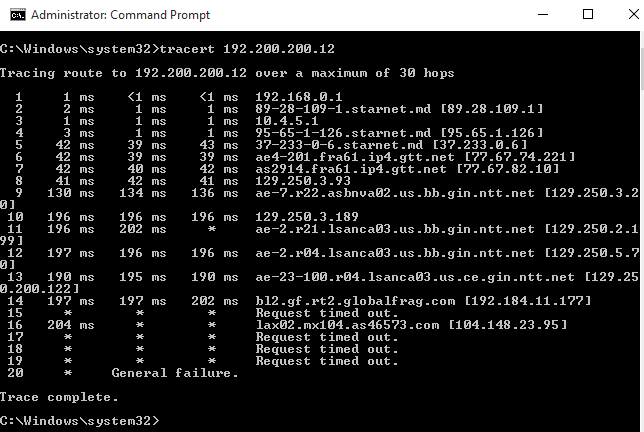 Administrator: Command Prompt
C:\Windows\system32>tracert 192.200.200.12
Tracing route to 192.200.200.12 over a maximum of 30 hops
1 1 ms <1 ms <1 ms 192.168.0.1
2 2 ms 1 ms 1 ms 89-28-109-1.starnet.md [89.28.109.1]
3 1 ms 1 ms 1 ms 10.4.5.1
4 3 ms 1 ms 1 ms 95-65-1-126.starnet.md [95.65.1.126]
5 42 ms 39 ms 43 ms 37-233-0-6.starnet.md [37.233.0.6]
6 42 ms 39 ms 39 ms ae4-201.fra61.ip4.gtt.net [77.67.74.221]
7 42 ms 40 ms 42 ms as2914.fra61.ip4.gtt.net [77.67.82.10]
8 41 ms 42 ms 41 ms 129.250.3.93
9 130 ms 134 ms 136 ms ae-7.r22.asbnva02.us.bb.gin.ntt.net [129.250.3.2
0]
10 196 ms 196 ms 196 ms 129.250.3.189
11 196 ms 202 ms * ae-2.r21.lsanca03.us.bb.gin.ntt.net [129.250.2.1
99]
12 197 ms 196 ms 196 ms ae-2.r04.lsanca03.us.bb.gin.ntt.net [129.250.5.7
0]
13 190 ms 195 ms 190 ms ae-23-100.r04.lsanca03.us.ce.gin.ntt.net [129.25
0.200.122]
14 197 ms 197 ms 202 ms bl2.gf.rt2.globalfrag.com [192.184.11.177]
15 * * * Request timed out.
16 204 ms * * lax02.mx104.as46573.com [104.148.23.95]
17 * * * Request timed out.
18 * * * Request timed out.
19 * * * Request timed out.
20 * General failure.
Trace complete.
C:\Windows\system32>